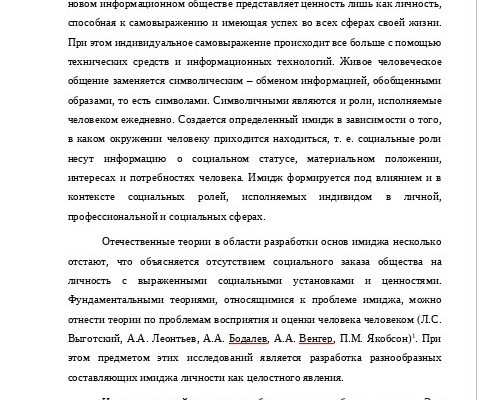 новом информационном обществе представляет ценность лишь как личность,
способная к самовыражению и имеющая успех во всех сферах своей жизни.
При этом индивидуальное самовыражение происходит все больше с помощью
технических средств и информационных технологий. Живое человеческое
общение заменяется символическим – обменом информацией, обобщенными
образами, то есть символами. Символичными являются и роли, исполняемые
человеком ежедневно. Создается определенный имидж в зависимости о того,
в каком окружении человеку приходится находиться, т. е. социальные роли
несут информацию о социальном статусе, материальном положении,
интересах и потребностях человека. Имидж формируется под влиянием и в
контексте социальных ролей, исполняемых индивидом в личной,
профессиональной и социальных сферах.
Отечественные теории в области разработки основ имиджа несколько
отстают, что объясняется отсутствием социального заказа общества на
личность с выраженными социальными установками и ценностями.
Фундаментальными теориями, относящимися к проблеме имиджа, можно
отнести теории по проблемам восприятия и оценки человека человеком (Л.С.
Выготский, А.А. Леонтьев, А.А. Бодалев, А.А. Венгер, П.М. Якобсон)¹. При
этом предметом этих исследований является разработка разнообразных
составляющих имиджа личности как целостного явления.